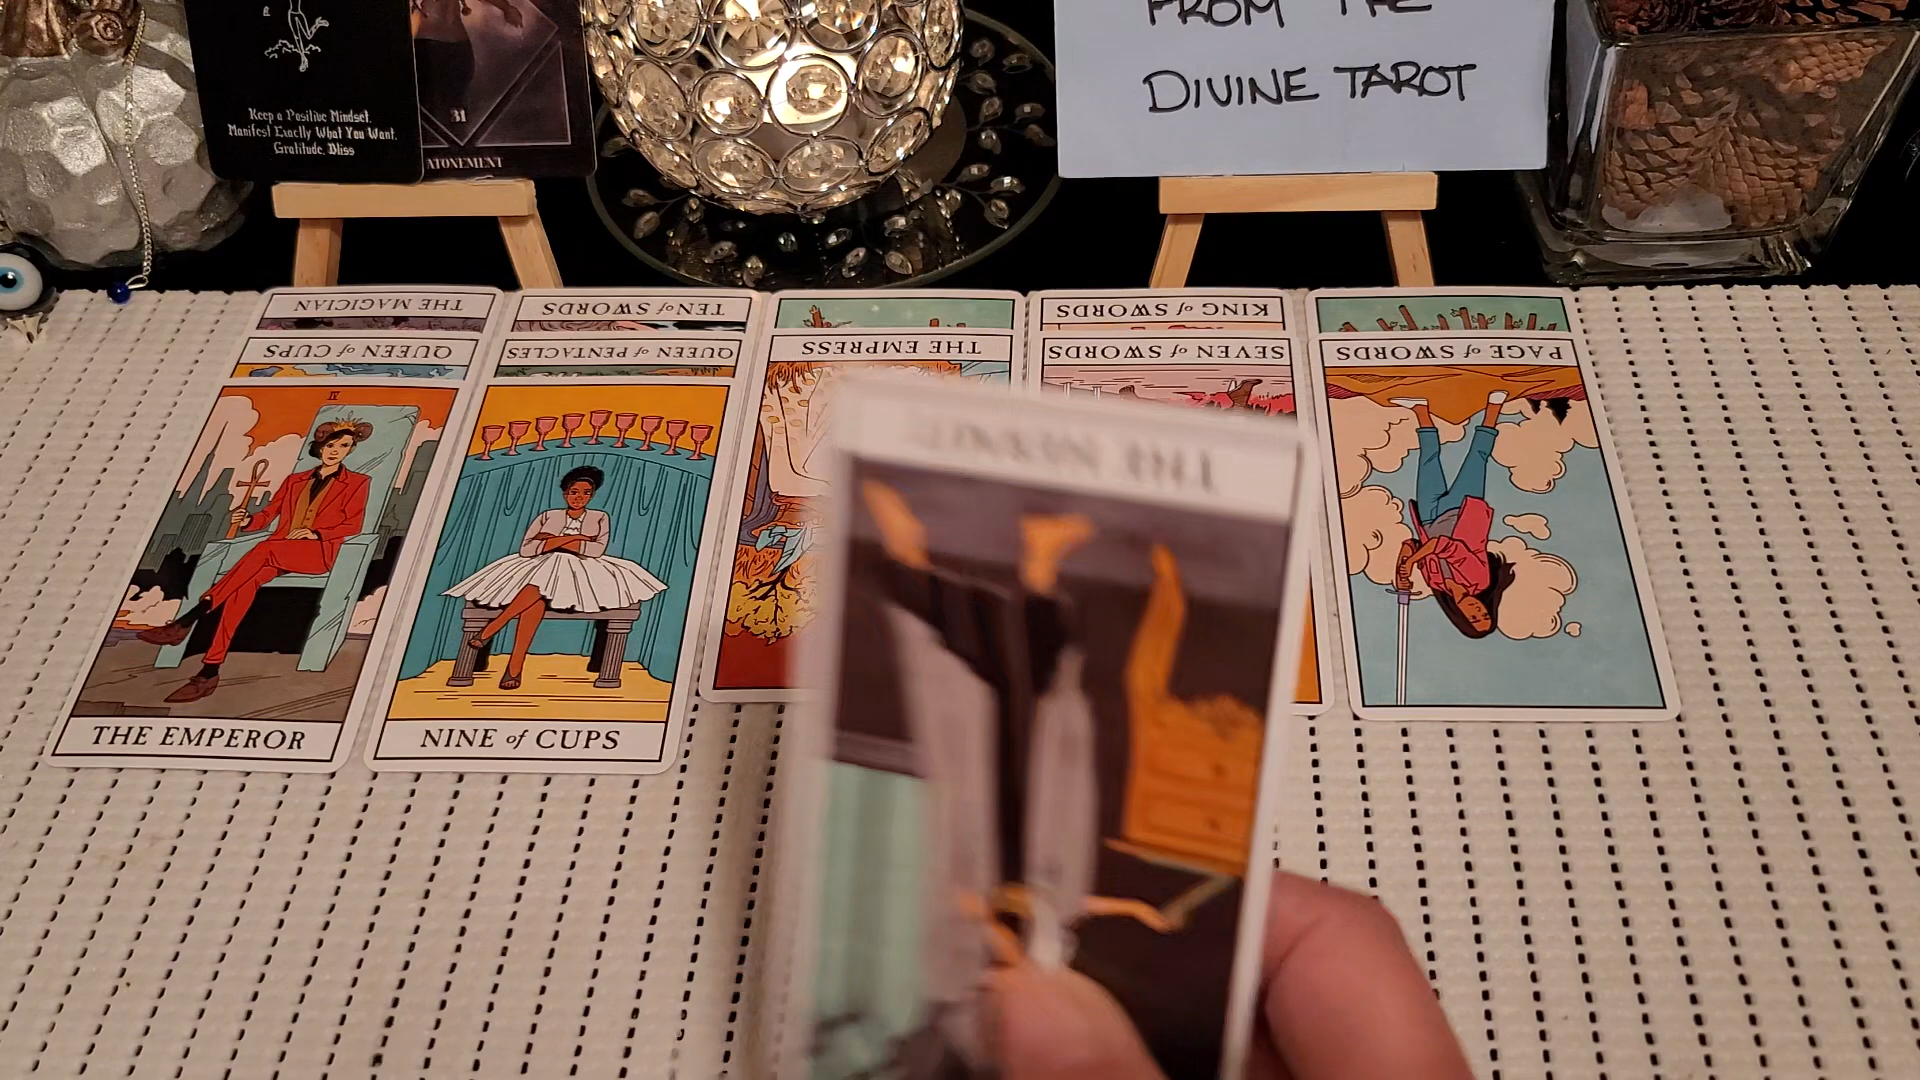 Keep a Positive Mindset.
Manifest Exactly What You Want.
Gratitude. Bliss
31
ATONEMENT
FROM THE
DIVINE TAROT
THE MAGICIAN
TEN of SWORDS
KING of SWORDS
QUEEN of CUPS
QUEEN of PENTACLES
THE EMPRESS
SEVEN of SWORDS
PAGE of SWORDS
IV
THE EMPEROR
NINE of CUPS
THE